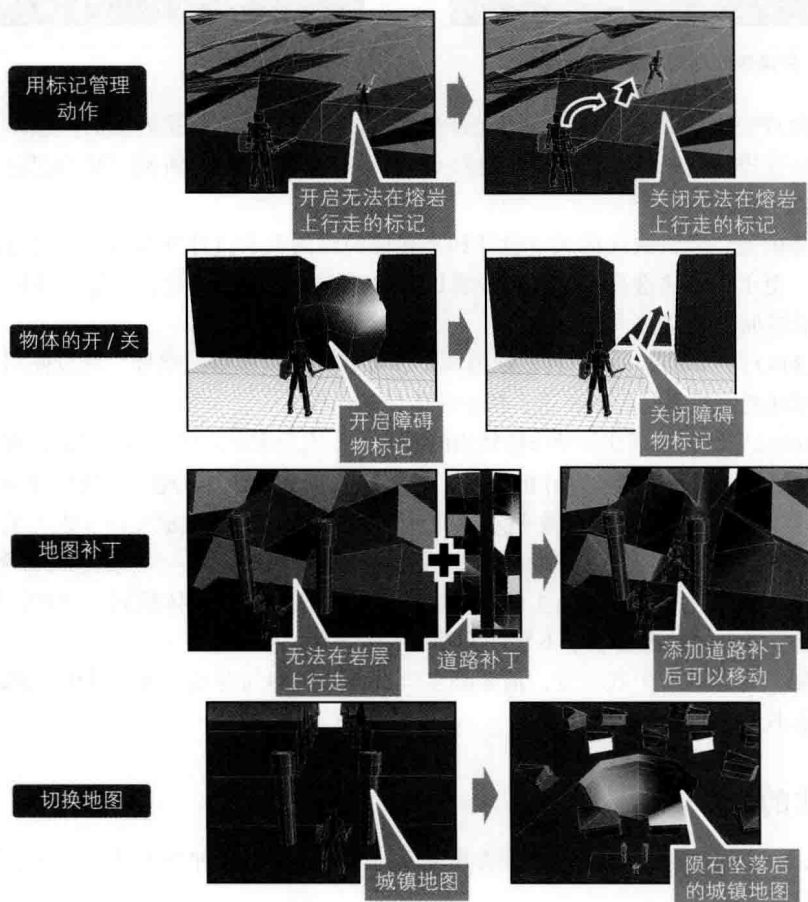 用标记管理
动作
开启无法在熔岩
上行走的标记
关闭无法在熔岩
上行走的标记
物体的开 / 关
开启障碍
物标记
关闭障碍
物标记
地图补丁
无法在岩层
上行走
道路补丁
添加道路补丁
后可以移动
切换地图
城镇地图
陨石坠落后
的城镇地图